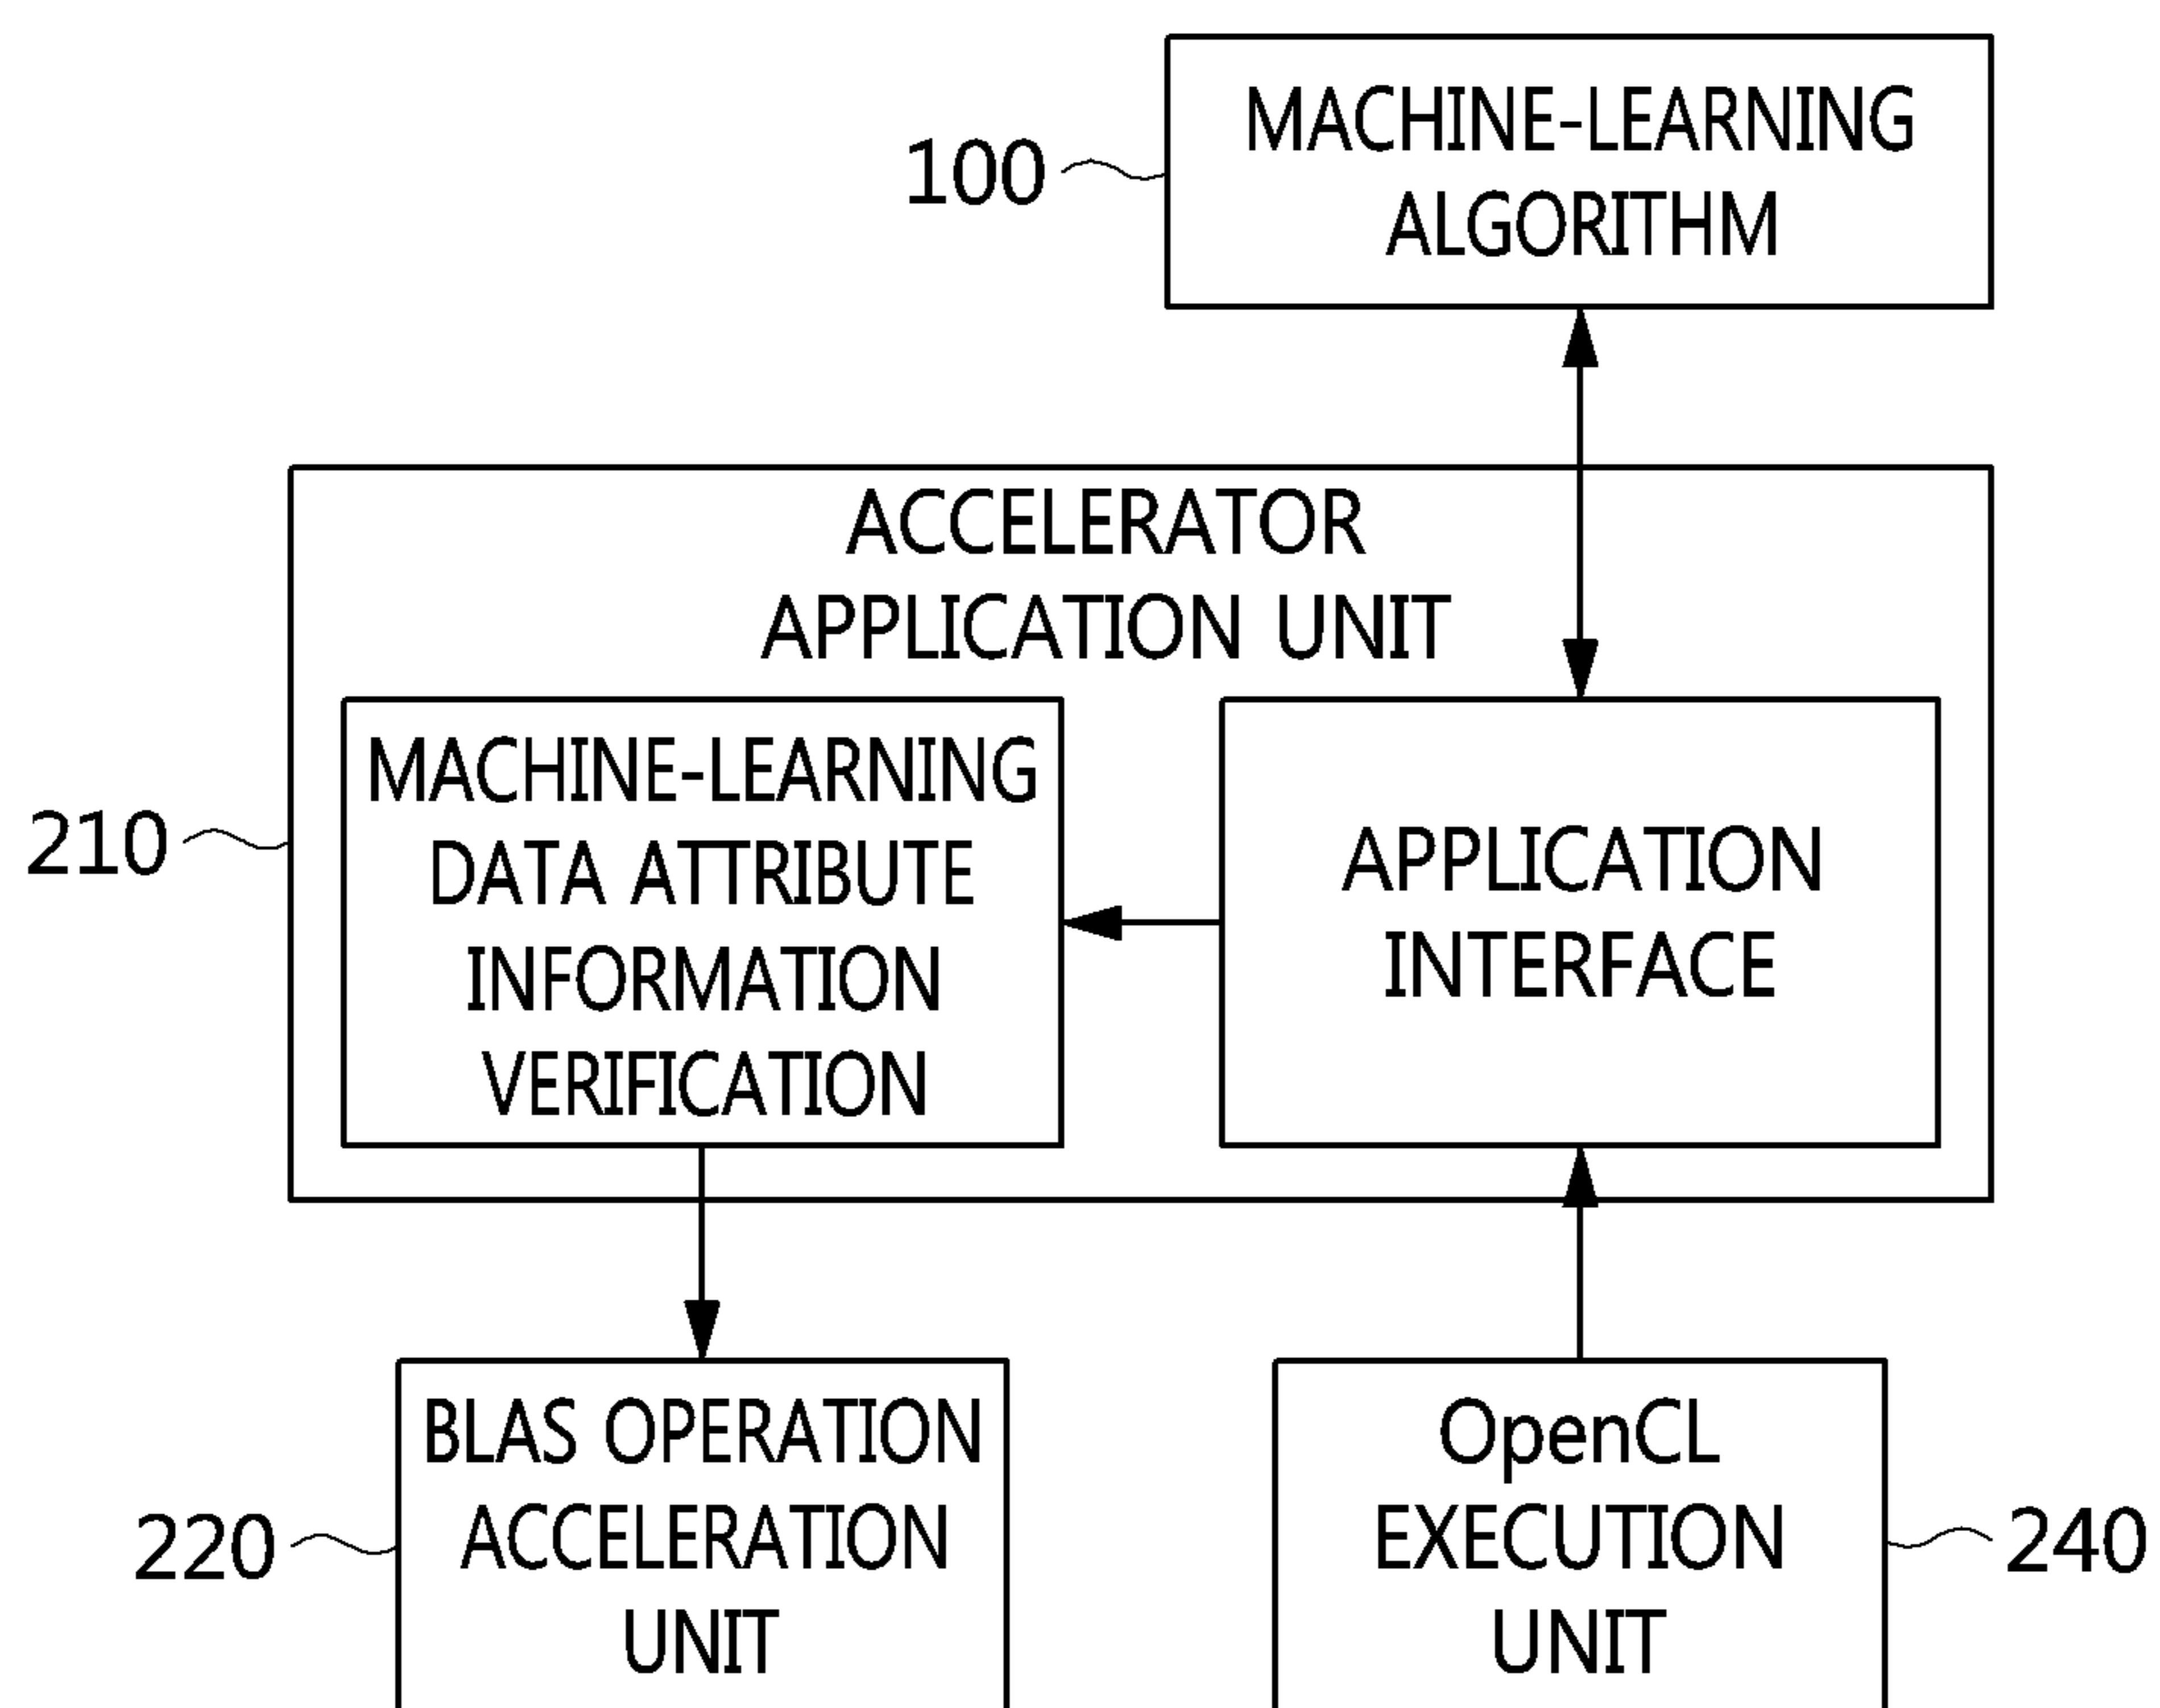 100
MACHINE-LEARNING
ALGORITHM
ACCELERATOR
APPLICATION UNIT
210
MACHINE-LEARNING
DATA ATTRIBUTE
INFORMATION
VERIFICATION
APPLICATION
INTERFACE
220
BLAS OPERATION
ACCELERATION
UNIT
OpenCL
EXECUTION
UNIT
240